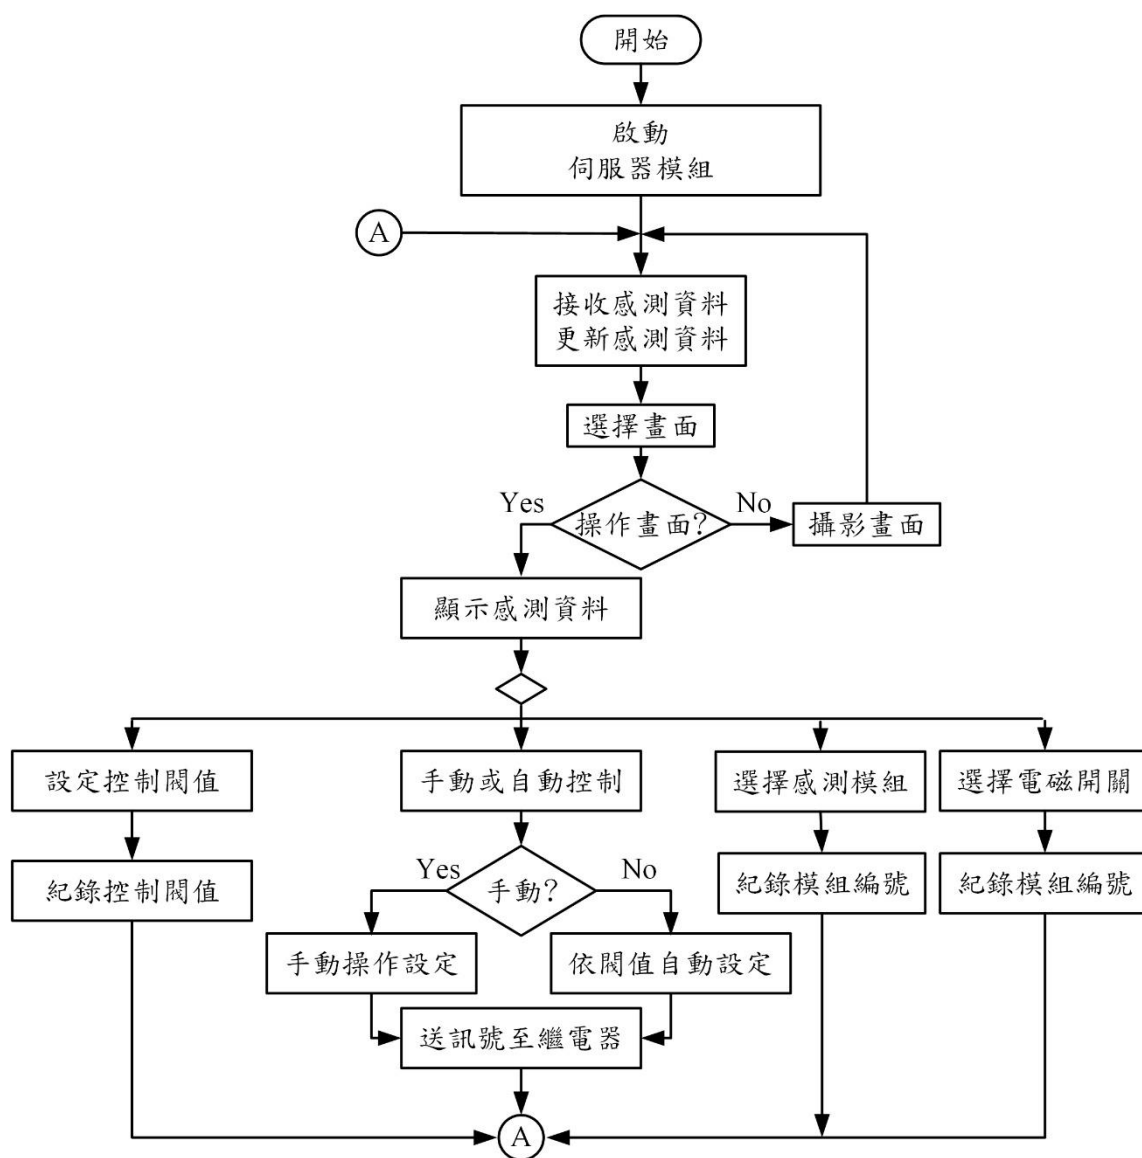 開始
啟動
伺服器模組
A
接收感測資料
更新感測資料
選擇畫面
Yes
操作畫面?
No
攝影畫面
顯示感測資料
設定控制閥值
手動或自動控制
選擇感測模組
選擇電磁開關
紀錄控制閥值
Yes
手動?
No
紀錄模組編號
紀錄模組編號
手動操作設定
依閥值自動設定
送訊號至繼電器
A